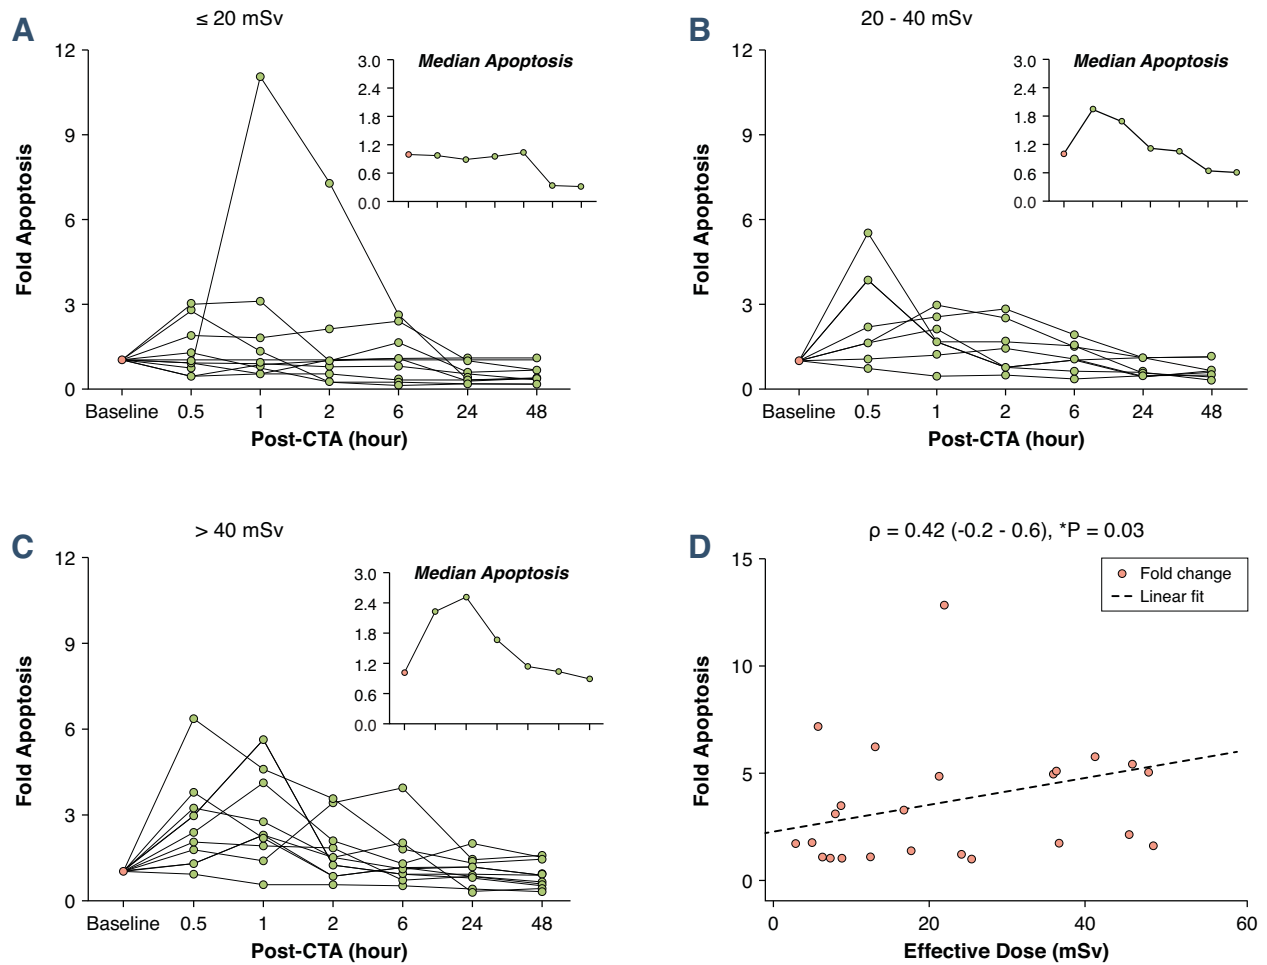 A
≤ 20 mSv
12
9
6
3
0
Fold Apoptosis
Median Apoptosis
3.0
2.4
1.8
1.2
0.6
0.0
Baseline 0.5 1 2 6 24 48
Post-CTA (hour)
B
20 - 40 mSv
12
9
6
3
0
Fold Apoptosis
Median Apoptosis
3.0
2.4
1.8
1.2
0.6
0.0
Baseline 0.5 1 2 6 24 48
Post-CTA (hour)
C
> 40 mSv
12
9
6
3
0
Fold Apoptosis
Median Apoptosis
3.0
2.4
1.8
1.2
0.6
0.0
Baseline 0.5 1 2 6 24 48
Post-CTA (hour)
D
ρ = 0.42 (-0.2 - 0.6), *P = 0.03
15
10
5
0
Fold Apoptosis
Fold change
Linear fit
0 20 40 60
Effective Dose (mSv)